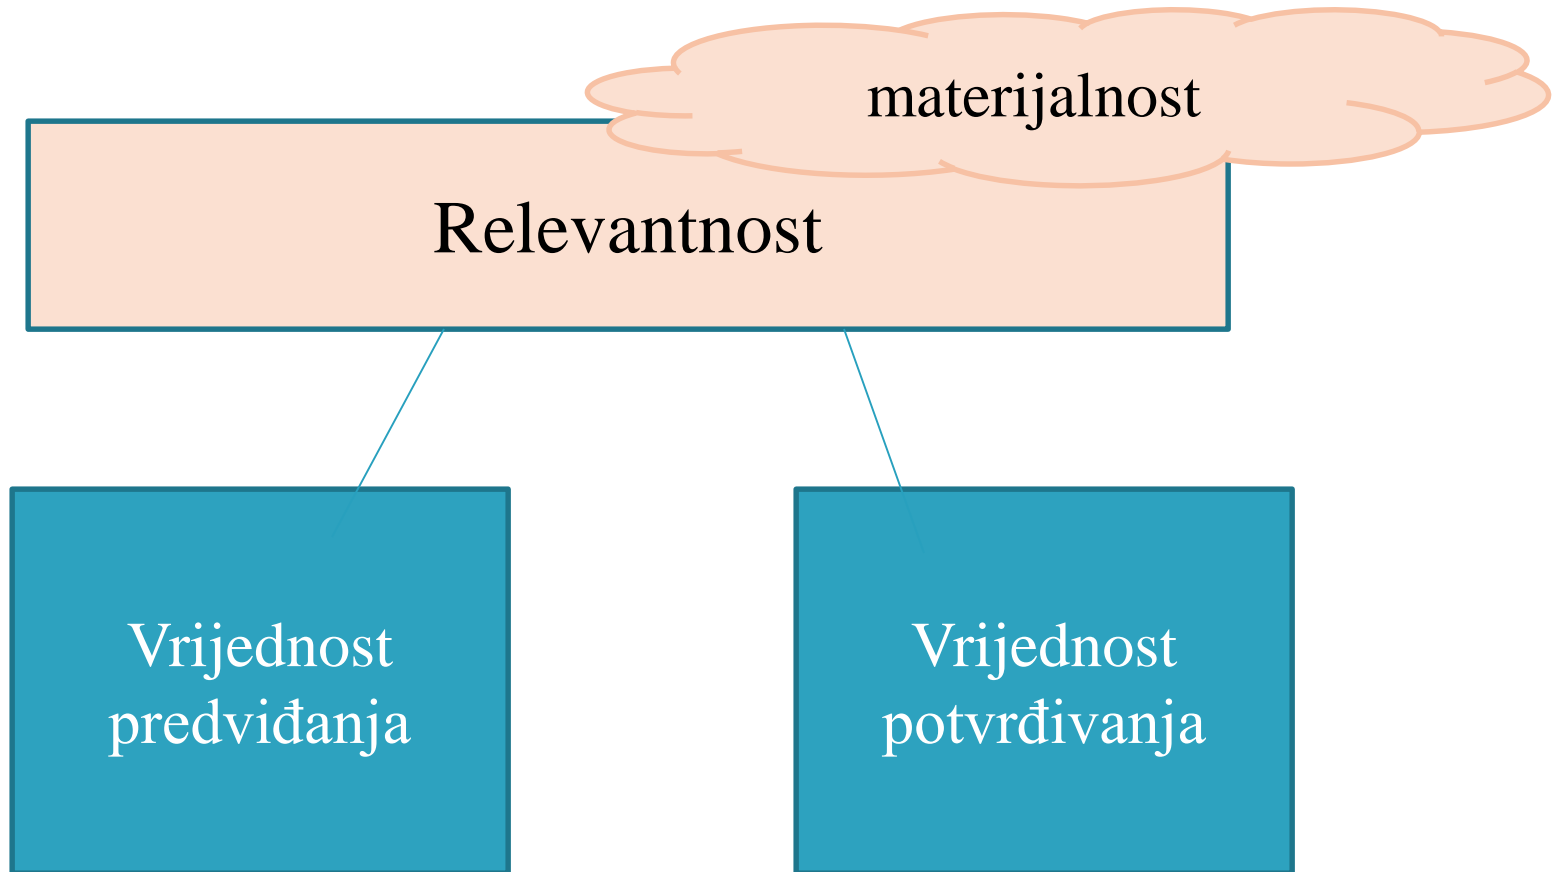 materijalnost
Relevantnost
Vrijednost
predviđanja
Vrijednost
potvrđivanja